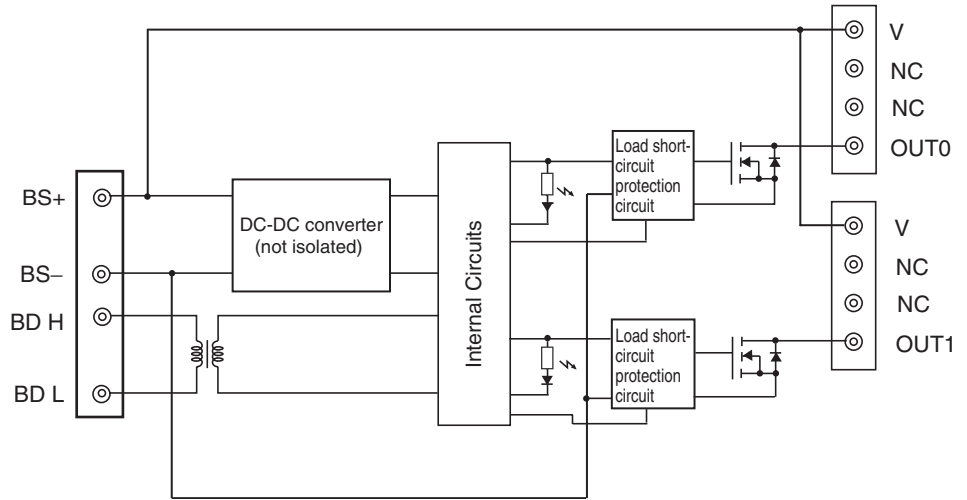 V
NC
NC
OUT0
Load short-
circuit
protection
circuit
BS+
BS–
BD H
BD L
DC-DC converter
(not isolated)
Internal Circuits
V
NC
NC
OUT1
Load short-
circuit
protection
circuit